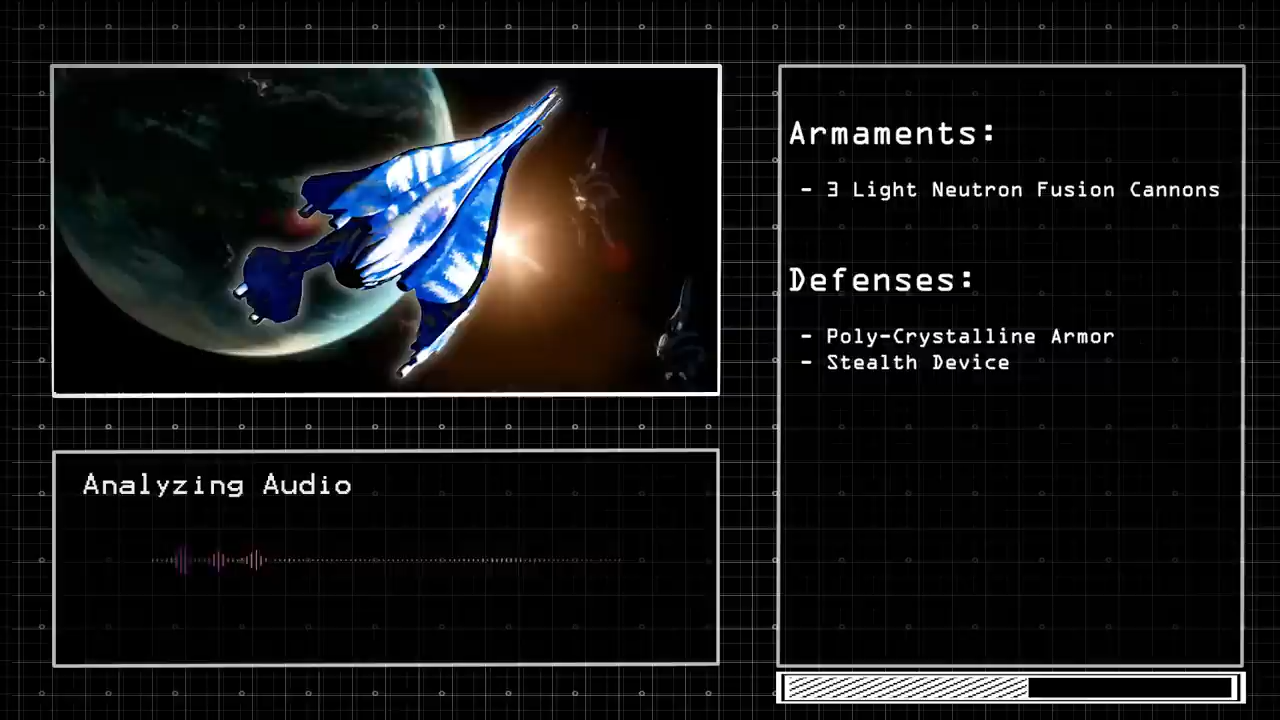 Armaments:
- 3 Light Neutron Fusion Cannons
Defenses:
- Poly-Crystalline Armor
- Stealth Device
Analyzing Audio